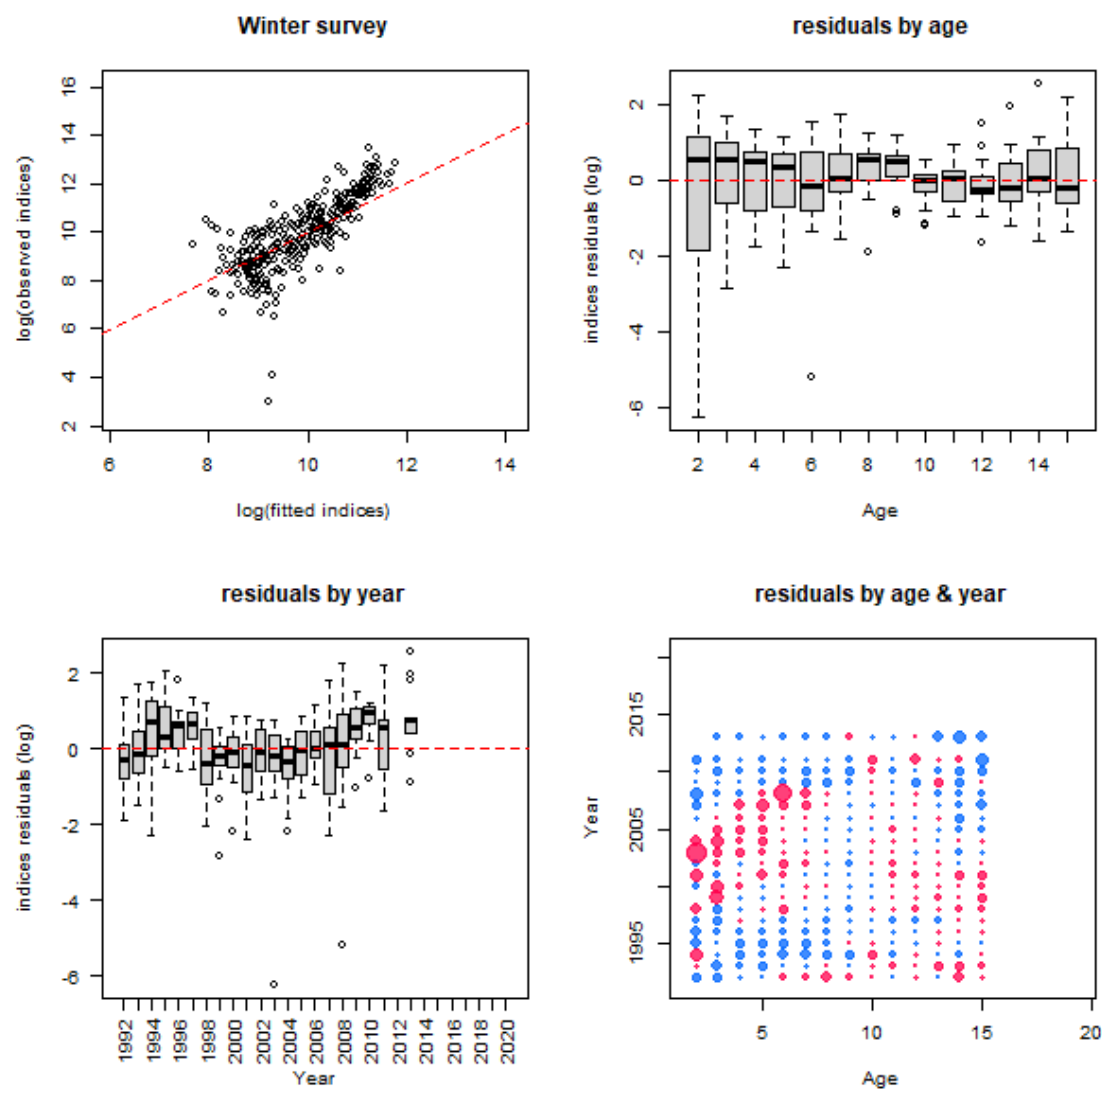 Winter survey
log(observed indices)
16
14
12
10
8
6
4
2
6 8 10 12 14
log(fitted indices)
residuals by age
indices residuals (log)
2
0
-2
-4
-6
2 4 6 8 10 12 14
Age
residuals by year
indices residuals (log)
2
0
-2
-4
-6
1992 1994 1996 1998 2000 2002 2004 2006 2008 2010 2012 2014 2016 2018 2020
Year
residuals by age & year
Year
2015
2005
1995
5 10 15 20
Age